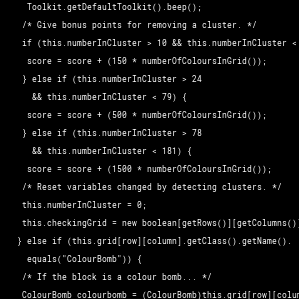 Toolkit.getDefaultToolkit().beep();
/* Give bonus points for removing a cluster. */
if (this.numberInCluster > 10 && this.numberInCluster <
score = score + (150 * numberOfColoursInGrid());
} else if (this.numberInCluster > 24
&& this.numberInCluster < 79) {
score = score + (500 * numberOfColoursInGrid());
} else if (this.numberInCluster > 78
&& this.numberInCluster < 181) {
score = score + (1500 * numberOfColoursInGrid());
/* Reset variables changed by detecting clusters. */
this.numberInCluster = 0;
this.checkingGrid = new boolean[getRows()][getColumns()
} else if (this.grid[row][column].getClass().getName().
equals("ColourBomb")) {
/* If the block is a colour bomb... */
ColourBomb colourbomb = (ColourBomb)this.grid[row][colum